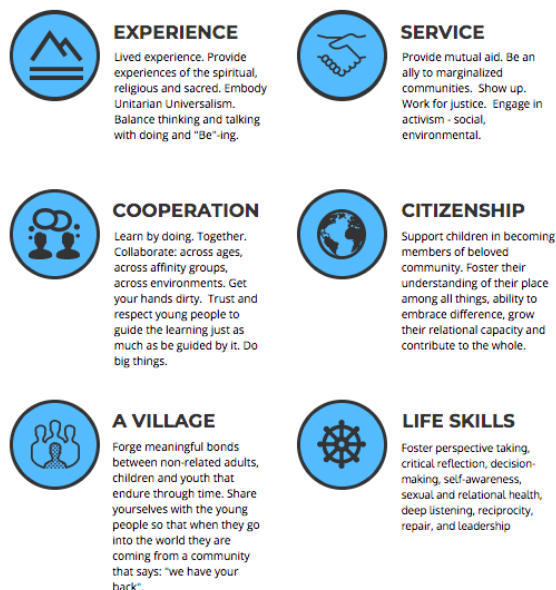 EXPERIENCE
Lived experience. Provide
experiences of the spiritual,
religious and sacred. Embody
Unitarian Universalism.
Balance thinking and talking
with doing and "Be"-ing.
SERVICE
Provide mutual aid. Be an
ally to marginalized
communities.  Show up.
Work for justice.  Engage in
activism - social,
environmental.
COOPERATION
Learn by doing. Together.
Collaborate: across ages,
across affinity groups,
across environments. Get
your hands dirty.  Trust and
respect young people to
guide the learning just as
much as be guided by it. Do
big things.
CITIZENSHIP
Support children in becoming
members of beloved
community. Foster their
understanding of their place
among all things, ability to
embrace difference, grow
their relational capacity and
contribute to the whole.
A VILLAGE
Forge meaningful bonds
between non-related adults,
children and youth that
endure through time. Share
yourselves with the young
people so that when they go
into the world they are
coming from a community
that says: "we have your
back".
LIFE SKILLS
Foster perspective taking,
critical reflection, decision-
making, self-awareness,
sexual and relational health,
deep listening, reciprocity,
repair, and leadership